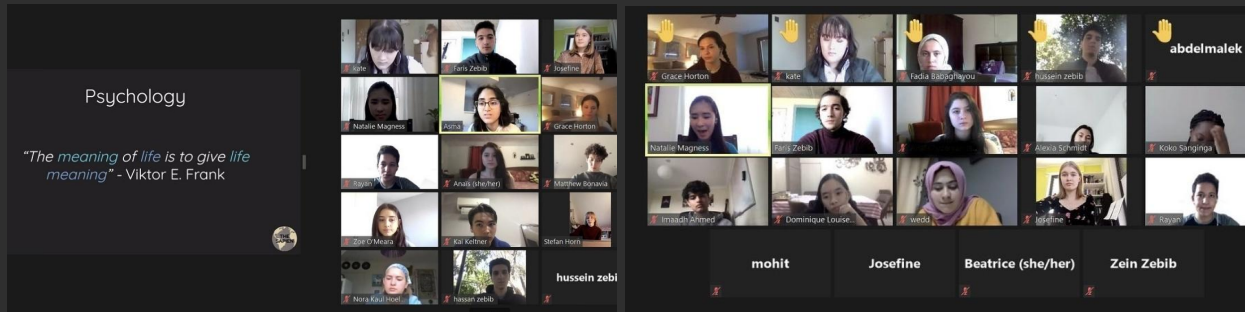 Psychology
“The meaning of life is to give life
meaning” - Viktor E. Frank
THE
kate
Faris Zebib
Josefine
Natalie Magness
Asma
Grace Horton
Rayan
Anaïs (she/her)
Matthew Bonavia
Zoe O'Meara
Kai Keltner
Stefan Horn
Nora Kaul Hoel
hassan zebib
hussein zebi
Grace Horton
kate
Fadia Babaghayou
hussein zebib
abdelmalek
Natalie Magness
Faris Zebib
Alexia Schmidt
Koko Sanginga
Imaadh Ahmed
Dominique Louise...
wedd
Josefine
Rayan
mohit
Josefine
Beatrice (she/her)
Zein Zebib